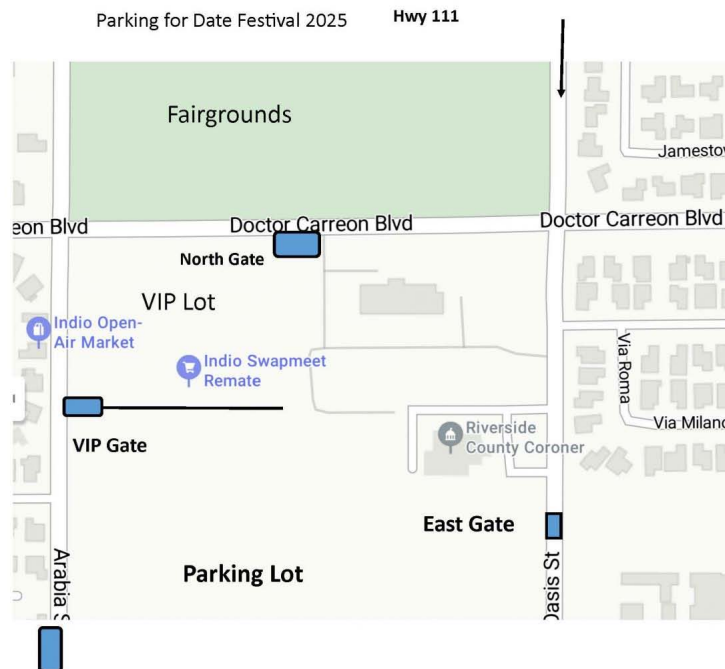 Parking for Date Festival 2025
Hwy 111
Fairgrounds
Jamestov
eon Blvd
Doctor Carreon Blvd
Doctor Carreon Blvd
North Gate
VIP Lot
Indio Open-
Air Market
Indio Swapmeet
Remate
Via Roma
VIP Gate
Riverside
County Coroner
Via Milano
East Gate
Arabia S
Parking Lot
Oasis St